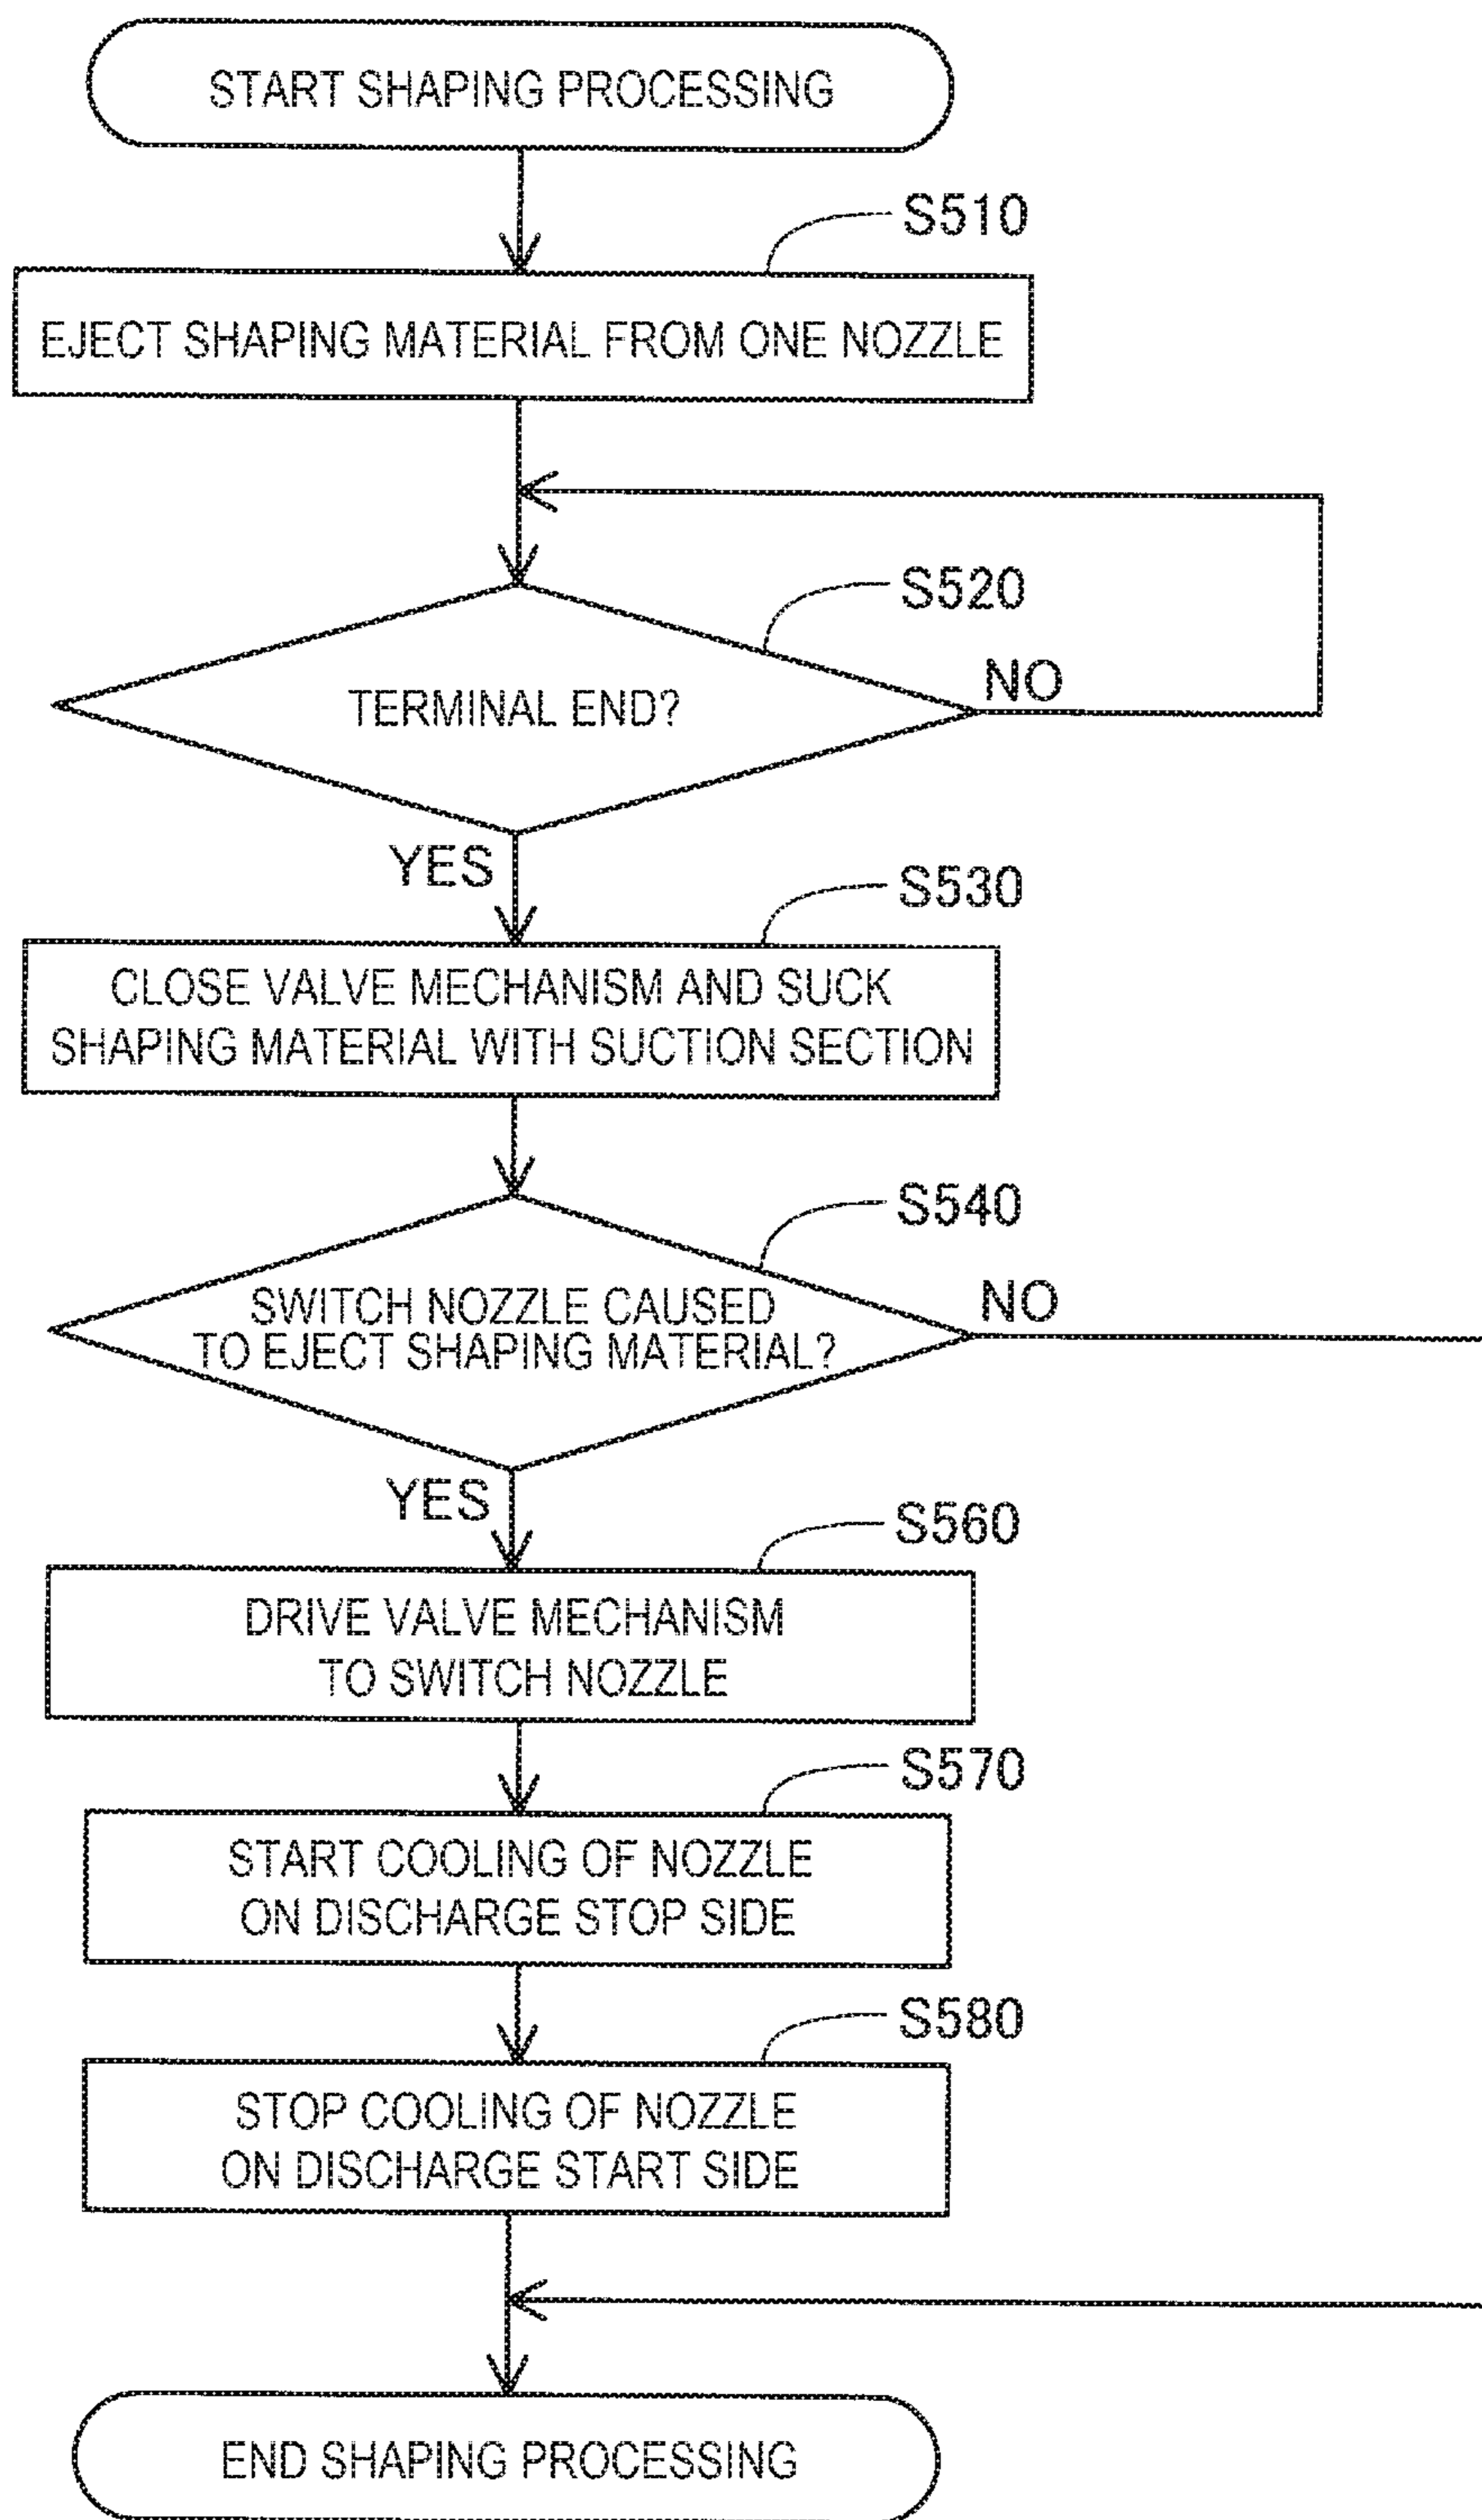 START SHAPING PROCESSING
S510
EJECT SHAPING MATERIAL FROM ONE NOZZLE
S520
TERMINAL END?
NO
YES
S530
CLOSE VALVE MECHANISM AND SUCK
SHAPING MATERIAL WITH SUCTION SECTION
S540
SWITCH NOZZLE CAUSED
TO EJECT SHAPING MATERIAL?
NO
YES
S560
DRIVE VALVE MECHANISM
TO SWITCH NOZZLE
S570
START COOLING OF NOZZLE
ON DISCHARGE STOP SIDE
S580
STOP COOLING OF NOZZLE
ON DISCHARGE START SIDE
END SHAPING PROCESSING